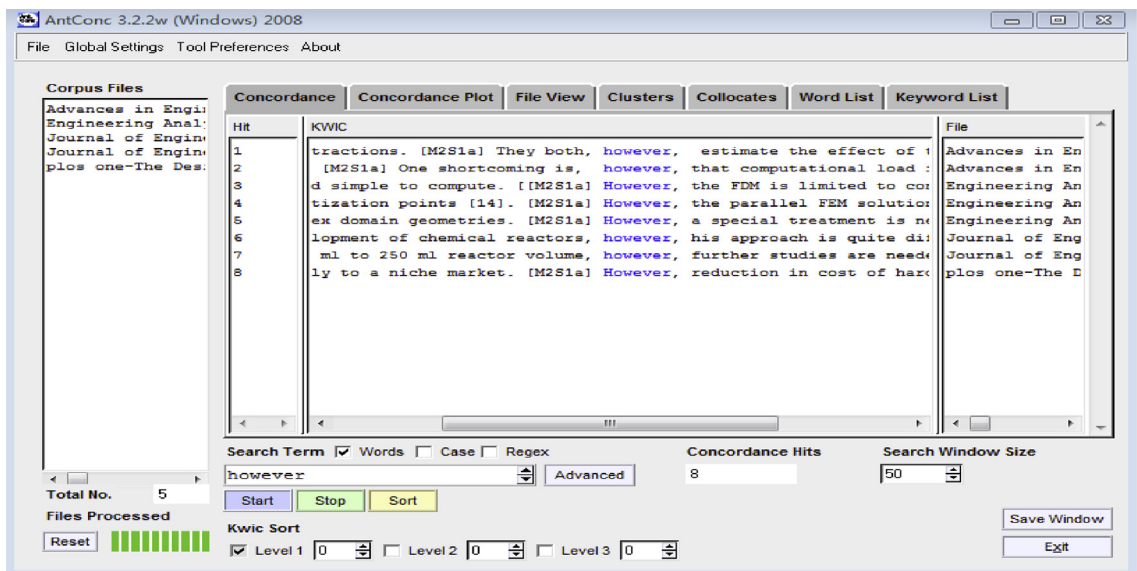 AntConc 3.2.2w (Windows) 2008
File Global Settings Tool Preferences About
Corpus Files
Advances in Engi
Engineering Anal
Journal of Engin
Journal of Engin
plos one-The Des
Concordance Concordance Plot File View Clusters Collocates Word List Keyword List
Hit KWIC File
1 tractions. [M2S1a] They both, however, estimate the effect of Advances in En
2 [M2S1a] One shortcoming is, however, that computational load Advances in En
3 d simple to compute. [[M2S1a] However, the FDM is limited to co Engineering An
4 tization points [14]. [M2S1a] However, the parallel FEM solution Engineering An
5 ex domain geometries. [M2S1a] However, a special treatment is ne Engineering An
6 lopment of chemical reactors, however, his approach is quite di Journal of Eng
7 ml to 250 ml reactor volume, however, further studies are neede Journal of Eng
8 ly to a niche market. [M2S1a] However, reduction in cost of hard plos one-The D
Search Term Words Case Regex Concordance Hits Search Window Size
however Advanced 8 50
Total No. 5
Start Stop Sort
Files Processed
Save Window
Kwic Sort
Reset
Level 1 0 Level 2 0 Level 3 0 Exit